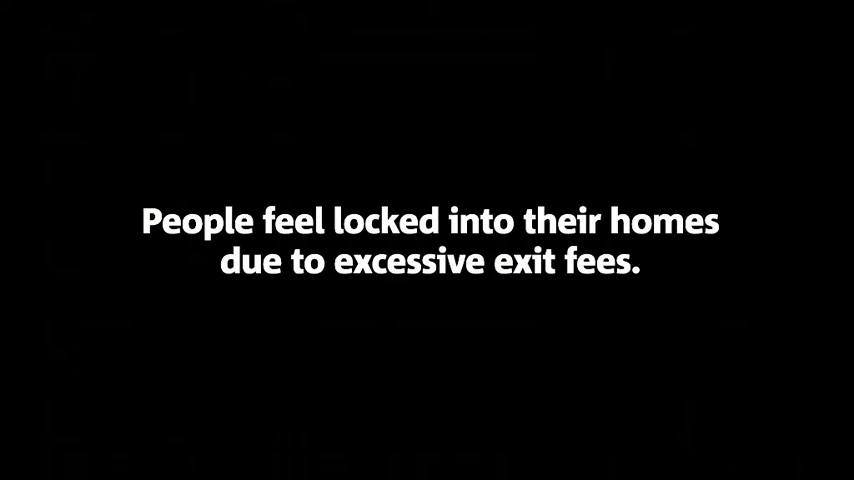 People feel locked into their homes
due to excessive exit fees.